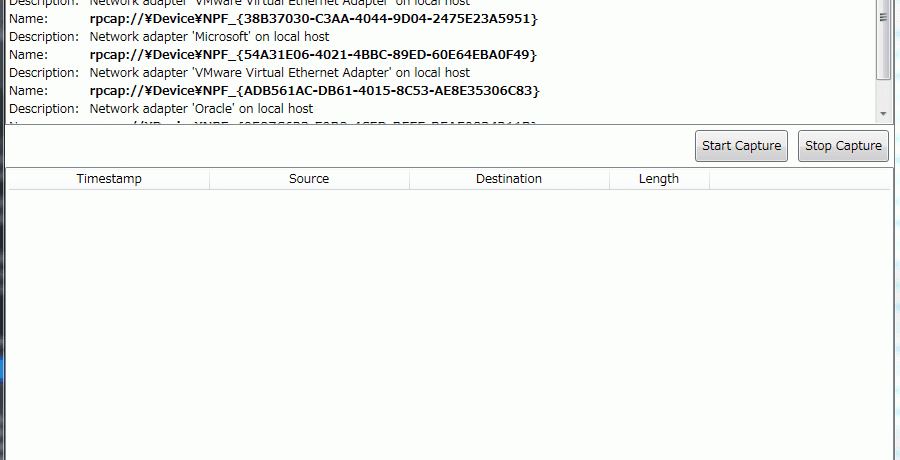 Description: Network adapter 'VMware Virtual Ethernet Adapter' on local host
Name: rpcap://¥Device¥NPF_{38B37030-C3AA-4044-9D04-2475E23A5951}
Description: Network adapter 'Microsoft' on local host
Name: rpcap://¥Device¥NPF_{54A31E06-4021-4BBC-89ED-60E64EBA0F49}
Description: Network adapter 'VMware Virtual Ethernet Adapter' on local host
Name: rpcap://¥Device¥NPF_{ADB561AC-DB61-4015-8C53-AE8E35306C83}
Description: Network adapter 'Oracle' on local host
Start Capture Stop Capture
Timestamp Source Destination Length